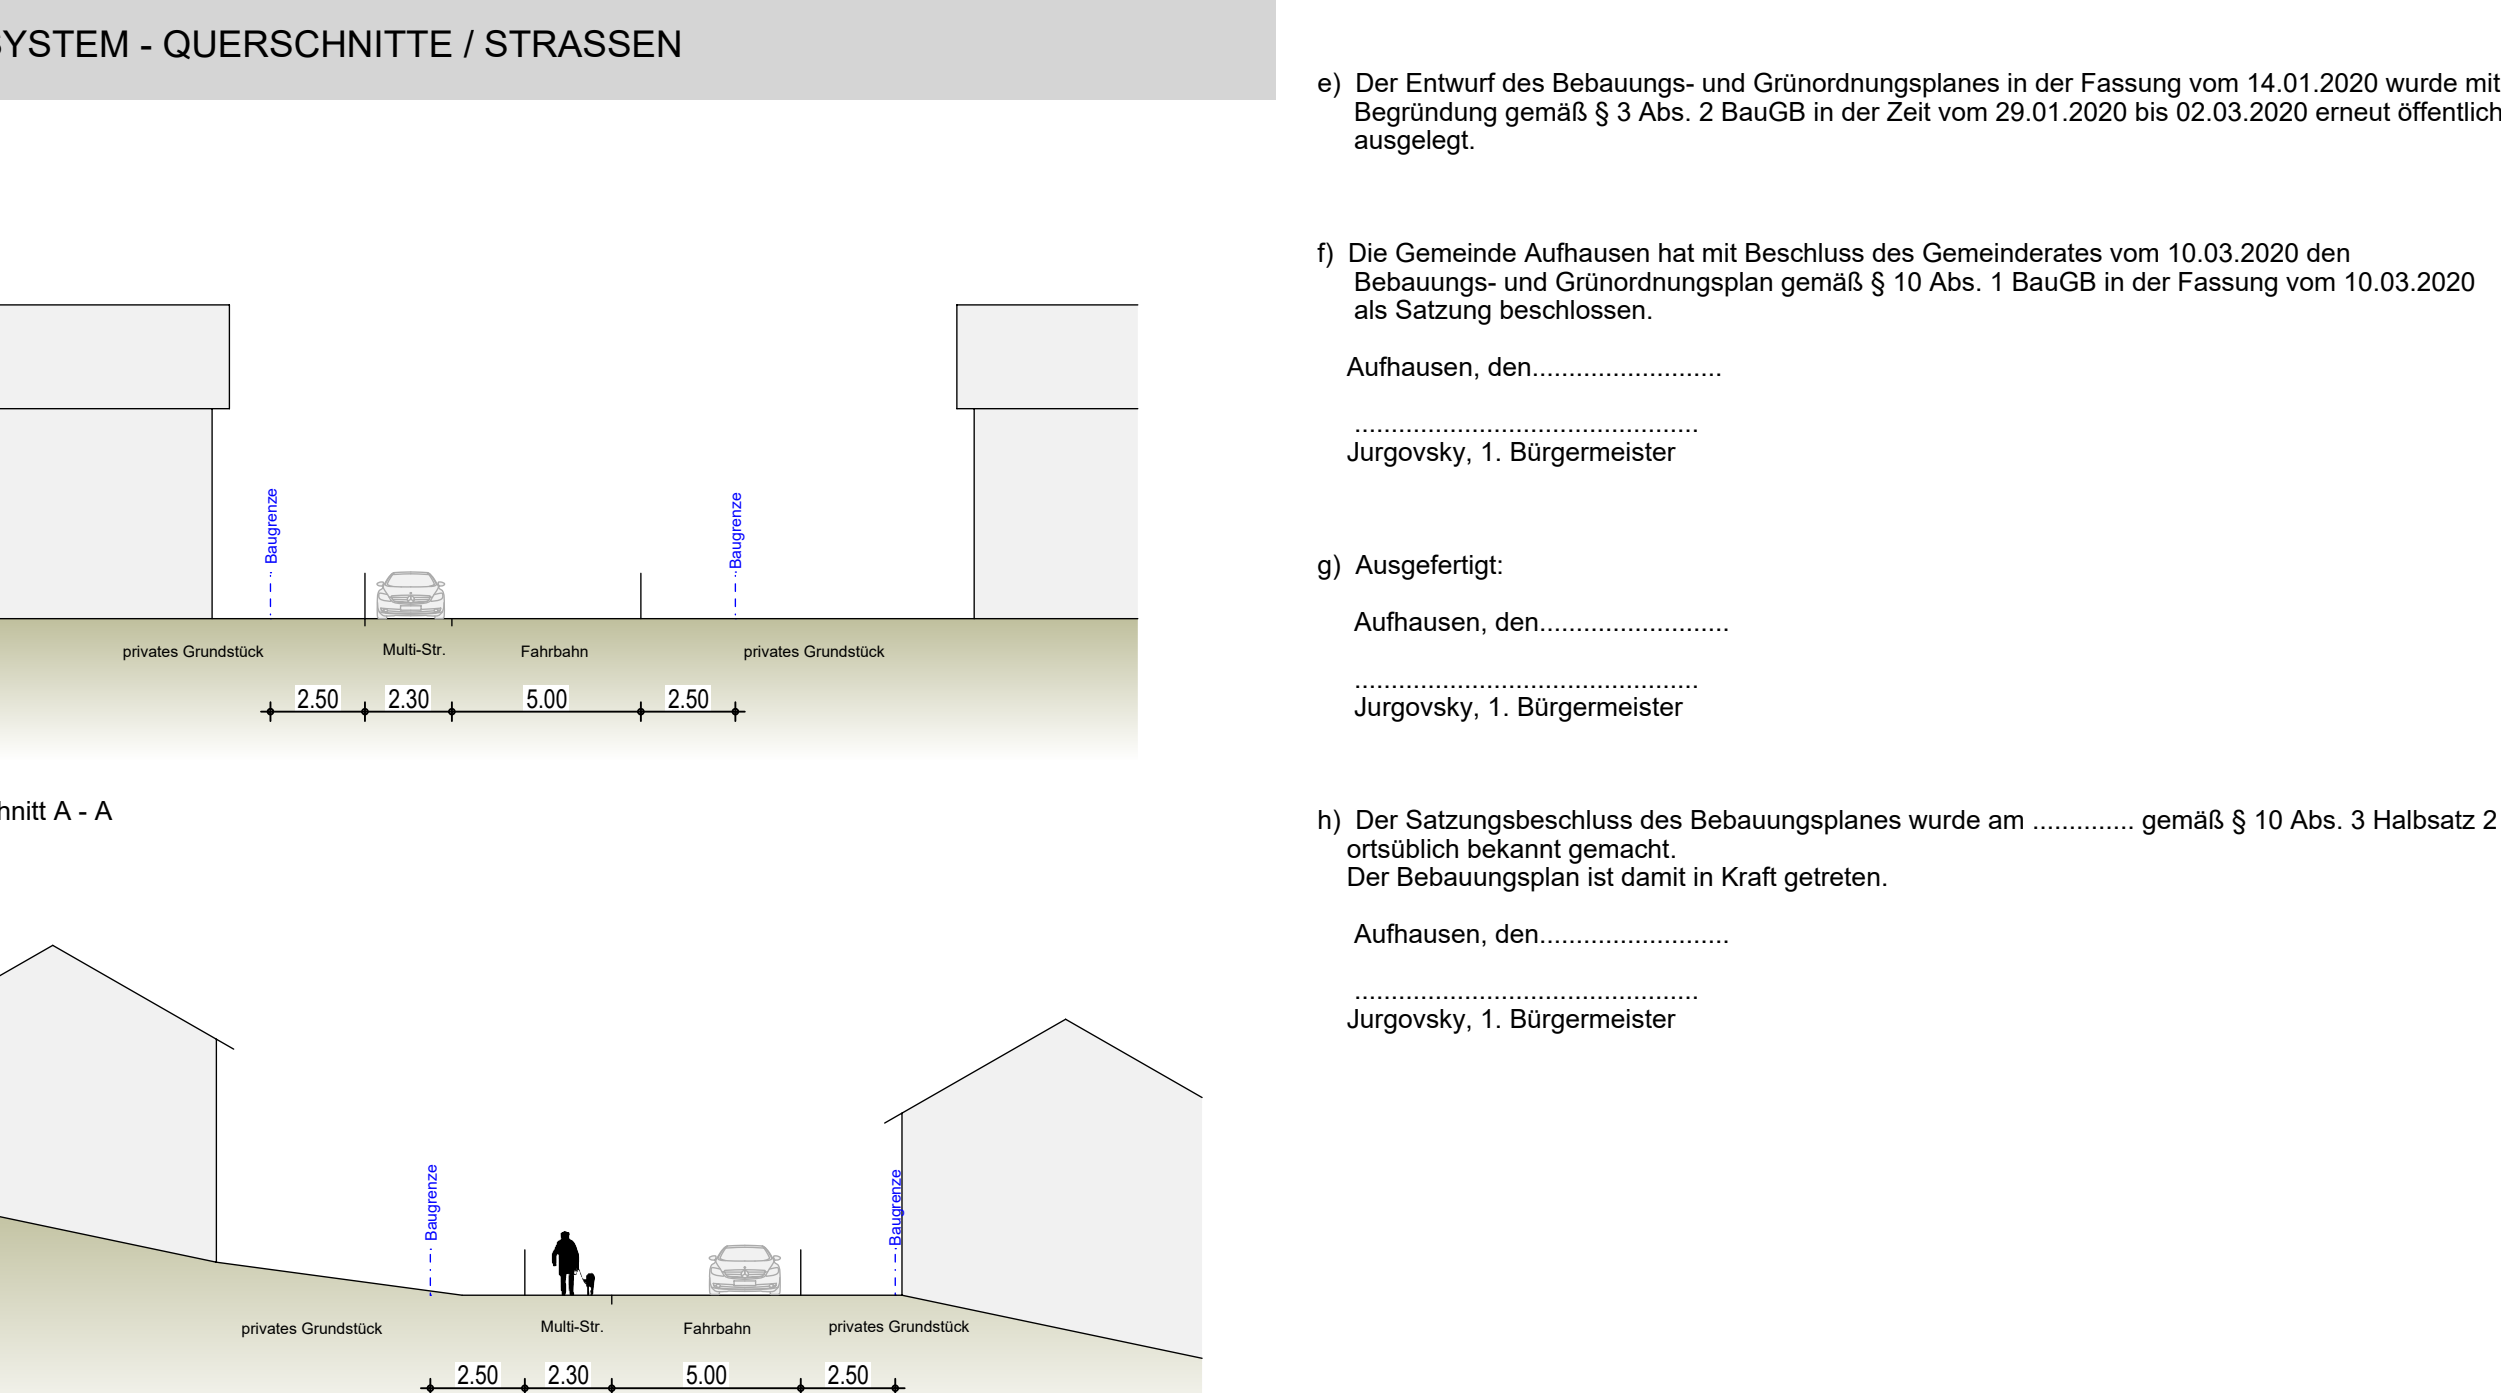 SYSTEM - QUERSCHNITTE / STRASSEN
Baugrenze
Baugrenze
privates Grundstück
Multi-Str.
Fahrbahn
privates Grundstück
2.50
2.30
5.00
2.50
hnitt A - A
Baugrenze
Baugrenze
privates Grundstück
Multi-Str.
Fahrbahn
privates Grundstück
2.50
2.30
5.00
2.50
e) Der Entwurf des Bebauungs- und Grünordnungsplanes in der Fassung vom 14.01.2020 wurde mit
Begründung gemäß § 3 Abs. 2 BauGB in der Zeit vom 29.01.2020 bis 02.03.2020 erneut öffentlich
ausgelegt.
f) Die Gemeinde Aufhausen hat mit Beschluss des Gemeinderates vom 10.03.2020 den
Bebauungs- und Grünordnungsplan gemäß § 10 Abs. 1 BauGB in der Fassung vom 10.03.2020
als Satzung beschlossen.
Aufhausen, den..........................
...............................................
Jurgovsky, 1. Bürgermeister
g) Ausgefertigt:
Aufhausen, den..........................
...............................................
Jurgovsky, 1. Bürgermeister
h) Der Satzungsbeschluss des Bebauungsplanes wurde am .............. gemäß § 10 Abs. 3 Halbsatz 2
ortsüblich bekannt gemacht.
Der Bebauungsplan ist damit in Kraft getreten.
Aufhausen, den..........................
...............................................
Jurgovsky, 1. Bürgermeister